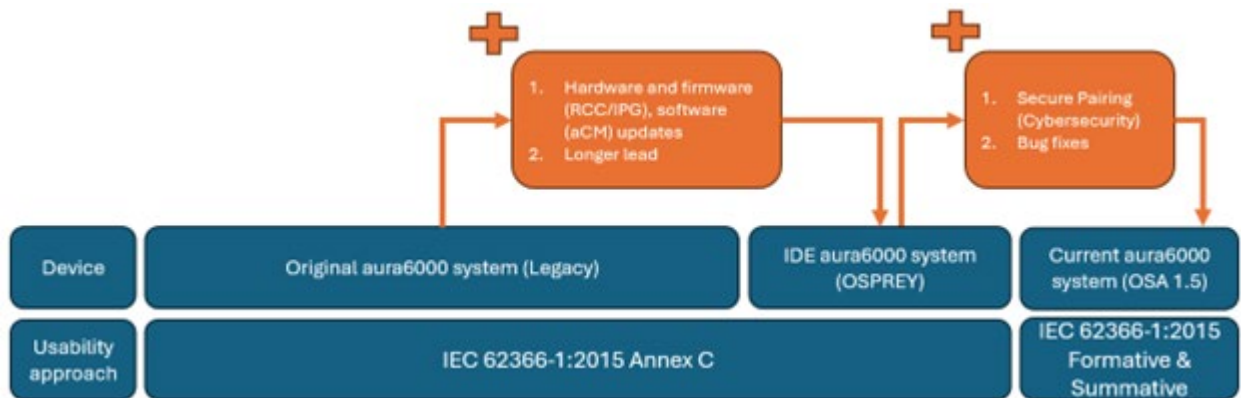 1. Hardware and firmware
(RCC/IPG), software
(aCM) updates
2. Longer lead
1. Secure Pairing
(Cybersecurity)
2. Bug fixes
Device
Original aura6000 system (Legacy)
IDE aura6000 system
(OSPREY)
Current aura6000
system (OSA 1.5)
Usability
approach
IEC 62366-1:2015 Annex C
IEC 62366-1:2015
Formative &
Summative